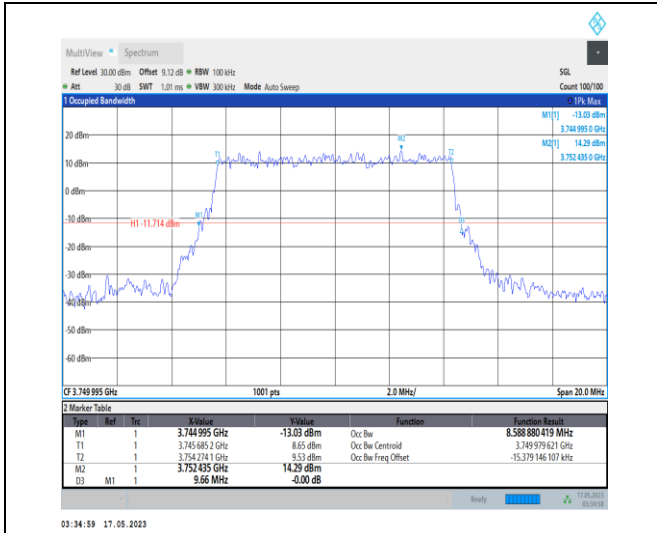 MultiView Spectrum
Ref Level 30.00 dBm Offset 9.12 dB RBW 100 kHz SGL
Att 30 dB SWT 1.01 ms VBW 300 kHz Mode Auto Sweep Count 100/100
1 Occupied Bandwidth 1Pk Max
M1[1] -13.03 dBm
3.744 995 0 GHz
M2[1] 14.29 dBm
3.752 435 0 GHz
20 dBm
M2
T1 T2
10 dBm
0 dBm
-10 dBm
M1
H1 -11.714 dBm
-20 dBm
-30 dBm
-40 dBm
-50 dBm
-60 dBm
CF 3.749 995 GHz 1001 pts 2.0 MHz/ Span 20.0 MHz
2 Marker Table
Type Ref Trc X-Value Y-Value Function Function Result
M1 1 3.744 995 GHz -13.03 dBm Occ Bw 8.588 880 419 MHz
T1 1 3.745 685 2 GHz 8.65 dBm Occ Bw Centroid 3.749 979 621 GHz
T2 1 3.754 274 1 GHz 9.53 dBm Occ Bw Freq Offset -15.379 146 107 kHz
M2 1 3.752 435 GHz 14.29 dBm
D3 M1 1 9.66 MHz -0.00 dB
Ready 17.05.2023
03:34:58
03:34:59 17.05.2023